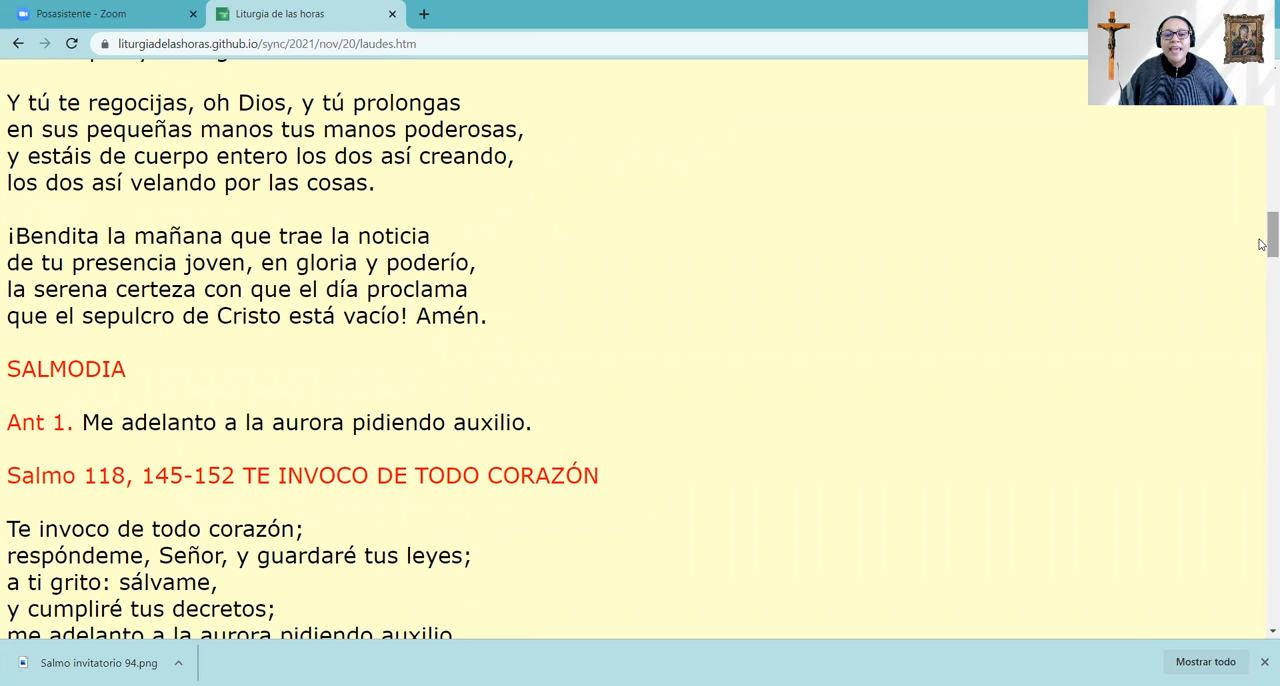 Posasistente - Zoom
Liturgia de las horas
liturgiadelashoras.github.io/sync/2021/nov/20/laudes.htm
Y tú te regocijas, oh Dios, y tú prolongas
en sus pequeñas manos tus manos poderosas,
y estáis de cuerpo entero los dos así creando,
los dos así velando por las cosas.
¡Bendita la mañana que trae la noticia
de tu presencia joven, en gloria y poderío,
la serena certeza con que el día proclama
que el sepulcro de Cristo está vacío! Amén.
SALMODIA
Ant 1. Me adelanto a la aurora pidiendo auxilio.
Salmo 118, 145-152 TE INVOCO DE TODO CORAZÓN
Te invoco de todo corazón;
respóndeme, Señor, y guardaré tus leyes;
a ti grito: sálvame,
y cumpliré tus decretos;
me adelanto a la aurora pidiendo auxilio
Salmo invitatorio 94.png
Mostrar todo